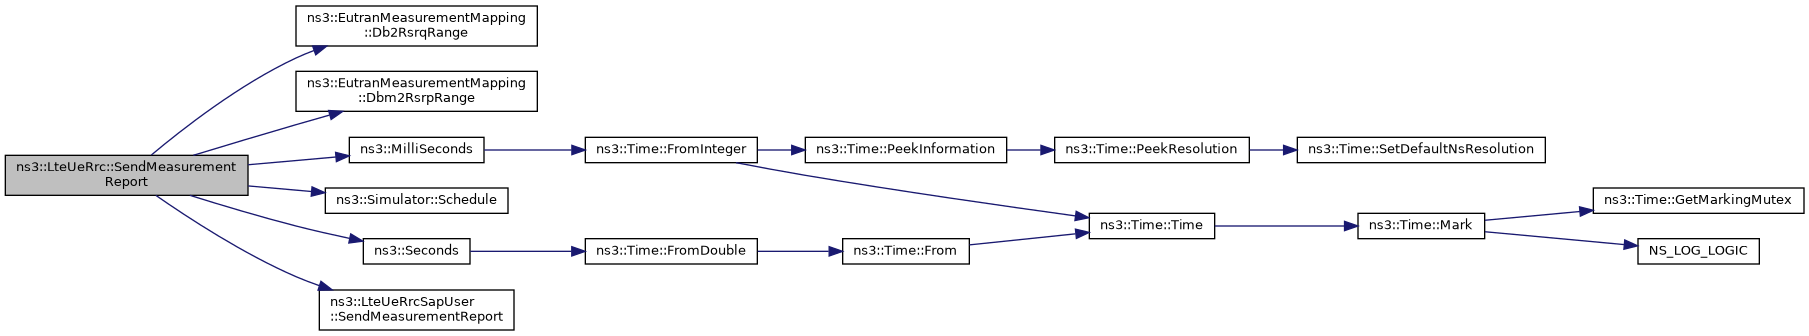 ns3::EutranMeasurementMapping
::Db2RsrqRange
ns3::EutranMeasurementMapping
::Dbm2RsrpRange
ns3::LteUeRrc::SendMeasurement
Report
ns3::MilliSeconds
ns3::Time::FromInteger
ns3::Time::PeekInformation
ns3::Time::PeekResolution
ns3::Time::SetDefaultNsResolution
ns3::Simulator::Schedule
ns3::Time::Time
ns3::Time::Mark
ns3::Time::GetMarkingMutex
ns3::Seconds
ns3::Time::FromDouble
ns3::Time::From
NS_LOG_LOGIC
ns3::LteUeRrcSapUser
::SendMeasurementReport